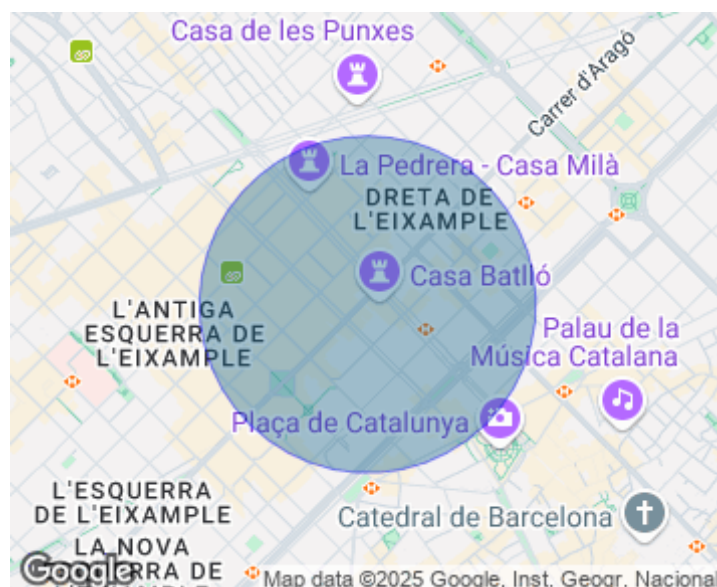 Casa de les Punxes
Carrer d'Aragó
La Pedrera - Casa Milà
DRETA DE
L'EIXAMPLE
Casa Batlló
L'ANTIGA
ESQUERRA DE
L'EIXAMPLE
Palau de la
Música Catalana
Plaça de Catalunya
L'ESQUERRA
DE L'EIXAMPLE
Catedral de Barcelona
LA NOVA
Google
Map data ©2025 Google, Inst. Geogr. Nacional